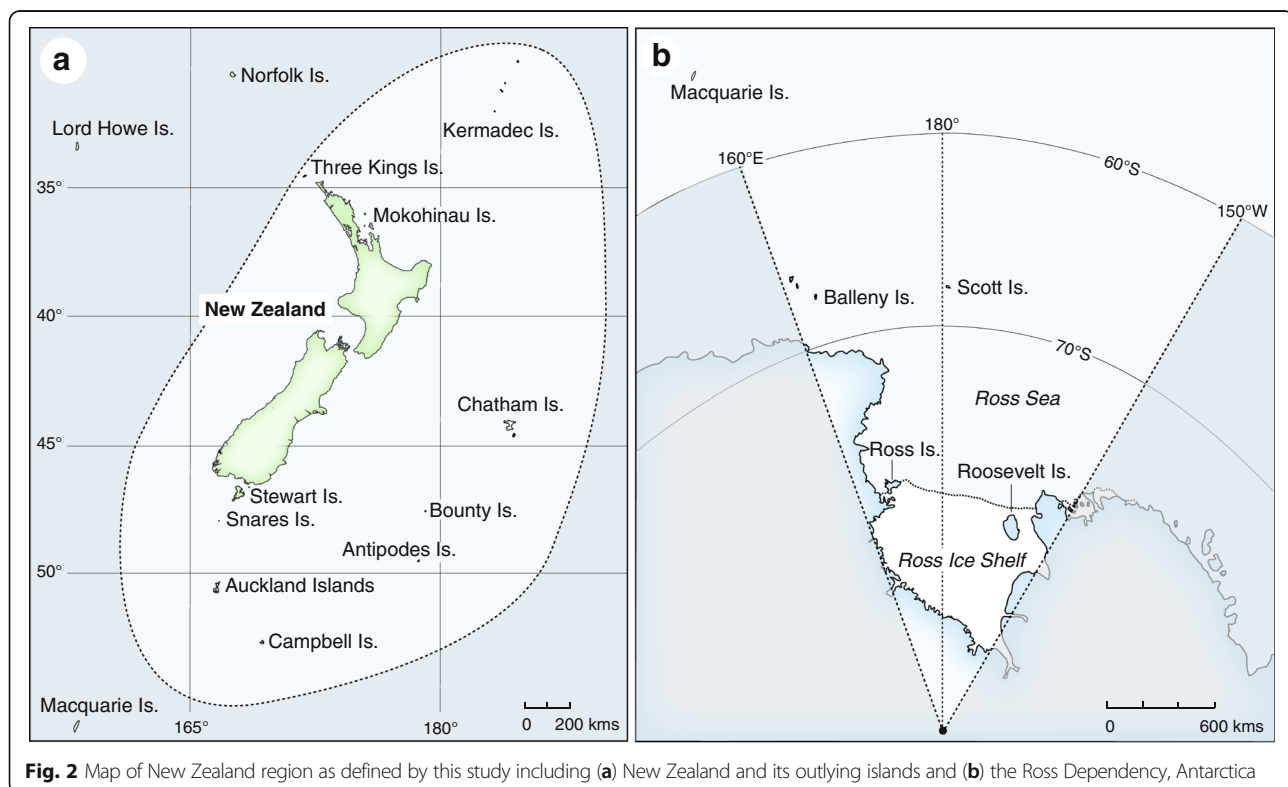 a
Norfolk Is.
Lord Howe Is.
Kermadec Is.
Three Kings Is.
35°
Mokohinau Is.
New Zealand
40°
Chatham Is.
45°
Stewart Is.
Snares Is.
Bounty Is.
Antipodes Is.
50°
Auckland Islands
Campbell Is.
Macquarie Is.
165°
180°
0 200 kms
b
Macquarie Is.
180°
160°E
60°S
150°W
Balleny Is.
Scott Is.
70°S
Ross Sea
Ross Is.
Roosevelt Is.
Ross Ice Shelf
0 600 kms
Fig. 2 Map of New Zealand region as defined by this study including (a) New Zealand and its outlying islands and (b) the Ross Dependency, Antarctica